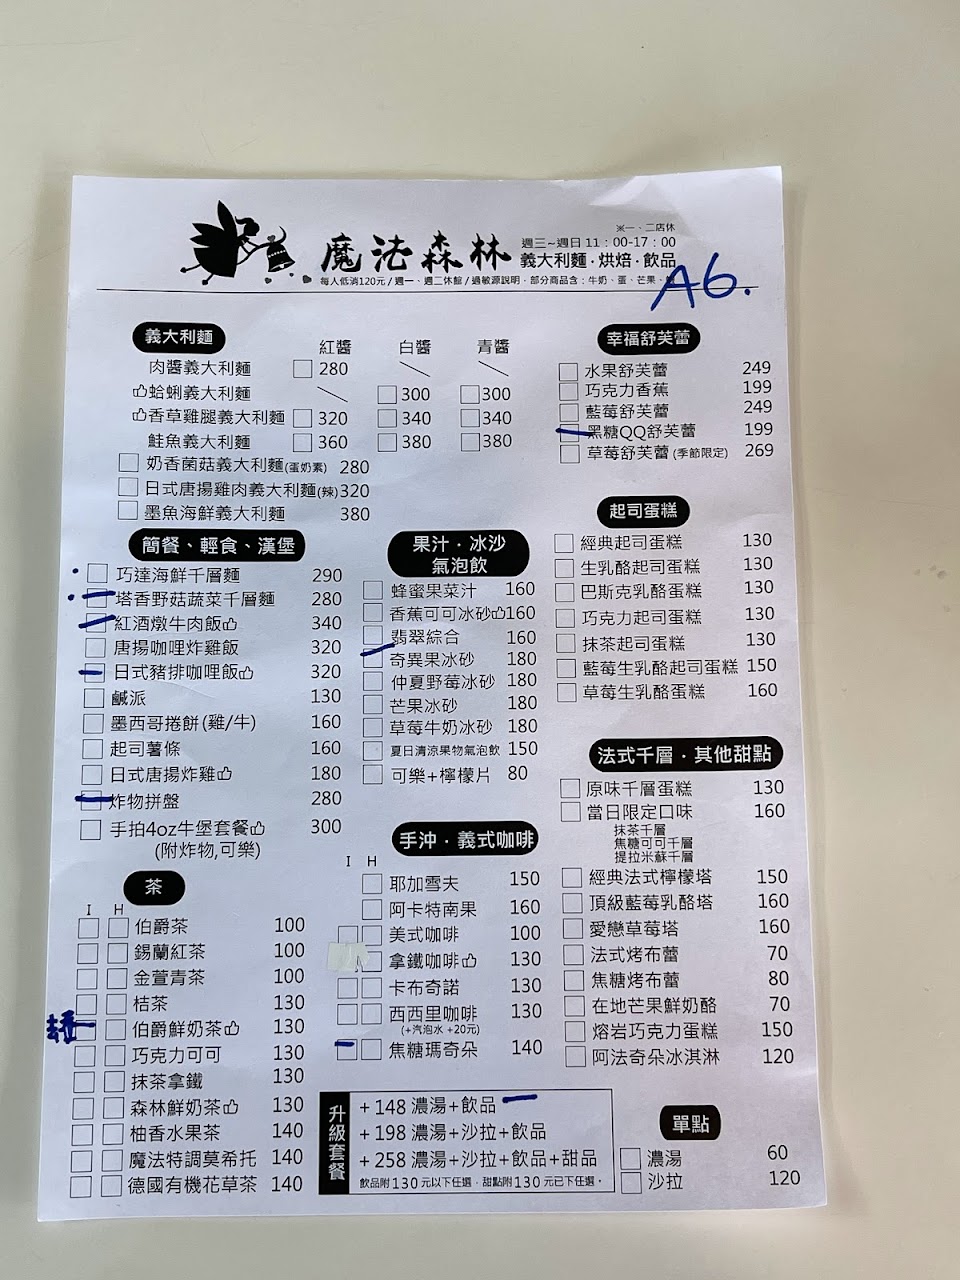 魔法森林
※一、二店休
週三~週日 11：00-17：00
義大利麵·烘焙·飲品
每人低消120元 / 週一、週二休館 / 過敏源說明，部分商品含：牛奶、蛋、芒果、
A6.
義大利麵
紅醬 白醬 青醬
肉醬義大利麵 280
蛤蜊義大利麵 300 300
香草雞腿義大利麵 320 340 340
鮭魚義大利麵 360 380 380
奶香菌菇義大利麵(蛋奶素) 280
日式唐揚雞肉義大利麵(辣) 320
墨魚海鮮義大利麵 380
簡餐、輕食、漢堡
巧達海鮮千層麵 290
塔香野菇蔬菜千層麵 280
紅酒燉牛肉飯 340
唐揚咖哩炸雞飯 320
日式豬排咖哩飯 320
鹹派 130
墨西哥捲餅(雞/牛) 160
起司薯條 160
日式唐揚炸雞 180
炸物拼盤 280
手拍4oz牛堡套餐 300
(附炸物,可樂)
茶
I H
伯爵茶 100
錫蘭紅茶 100
金萱青茶 100
桔茶 130
伯爵鮮奶茶 130
巧克力可可 130
抹茶拿鐵 130
森林鮮奶茶 130
柚香水果茶 140
魔法特調莫希托 140
德國有機花草茶 140
果汁·冰沙
氣泡飲
蜂蜜果菜汁 160
香蕉可可冰砂 160
翡翠綜合 160
奇異果冰砂 180
仲夏野莓冰砂 180
芒果冰砂 180
草莓牛奶冰砂 180
夏日清涼果物氣泡飲 150
可樂+檸檬片 80
手沖·義式咖啡
I H
耶加雪夫 150
阿卡特南果 160
美式咖啡 100
拿鐵咖啡 130
卡布奇諾 130
西西里咖啡 130
(+汽泡水 +20元)
焦糖瑪奇朵 140
升級套餐
+148 濃湯+飲品
+198 濃湯+沙拉+飲品
+258 濃湯+沙拉+飲品+甜品
飲品附130元以下任選，甜點附130元已下任選。
幸福舒芙蕾
水果舒芙蕾 249
巧克力香蕉 199
藍莓舒芙蕾 249
黑糖QQ舒芙蕾 199
草莓舒芙蕾(季節限定) 269
起司蛋糕
經典起司蛋糕 130
生乳酪起司蛋糕 130
巴斯克乳酪蛋糕 130
巧克力起司蛋糕 130
抹茶起司蛋糕 130
藍莓生乳酪起司蛋糕 150
草莓生乳酪蛋糕 160
法式千層·其他甜點
原味千層蛋糕 130
當日限定口味 160
抹茶千層
焦糖可可千層
提拉米蘇千層
經典法式檸檬塔 150
頂級藍莓乳酪塔 160
愛戀草莓塔 160
法式烤布蕾 70
焦糖烤布蕾 80
在地芒果鮮奶酪 70
熔岩巧克力蛋糕 150
阿法奇朵冰淇淋 120
單點
濃湯 60
沙拉 120